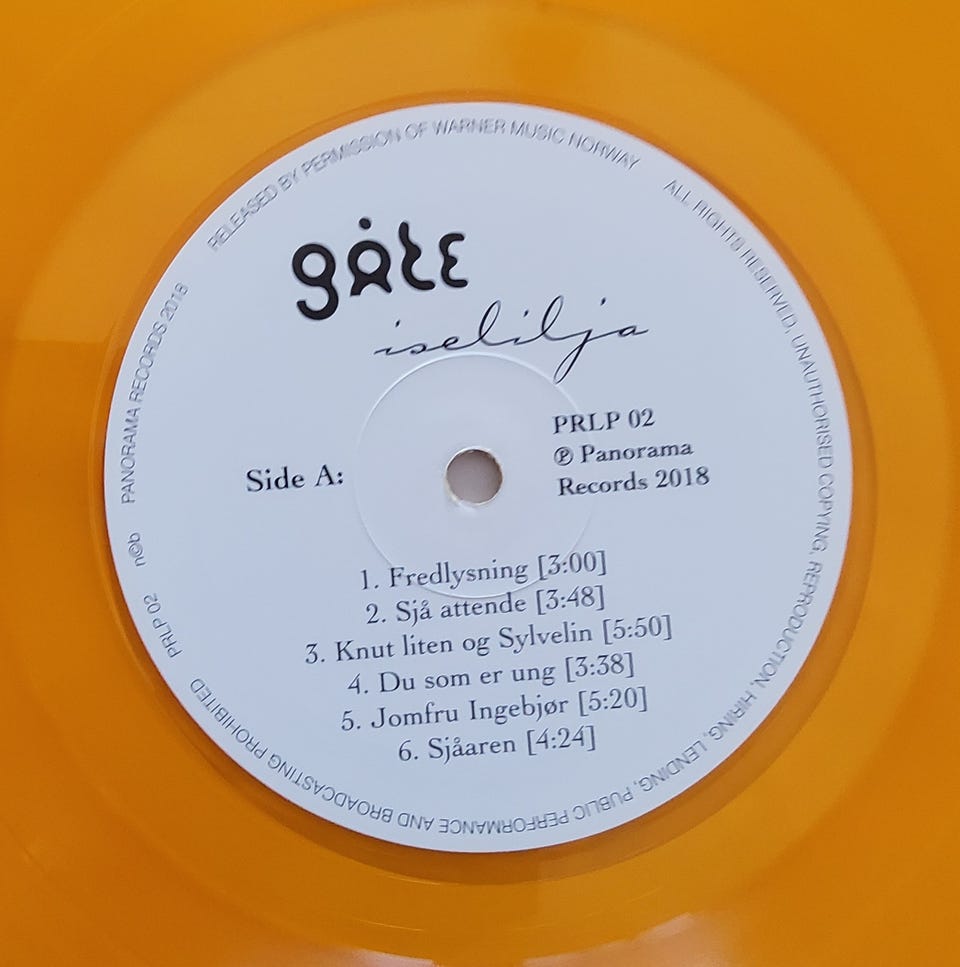 gåte
iselilja
PRLP 02
℗ Panorama
Records 2018
Side A:
1. Fredlysning [3:00]
2. Sjå attende [3:48]
3. Knut liten og Sylvelin [5:50]
4. Du som er ung [3:38]
5. Jomfru Ingebjør [5:20]
6. Sjåaren [4:24]
PRLP 02 n©b PANORAMA RECORDS 2018 RELEASED BY PERMISSION OF WARNER MUSIC NORWAY ALL RIGHTS RESERVED. UNAUTHORISED COPYING, REPRODUCTION, HIRING, LENDING, PUBLIC PERFORMANCE AND BROADCASTING PROHIBITED